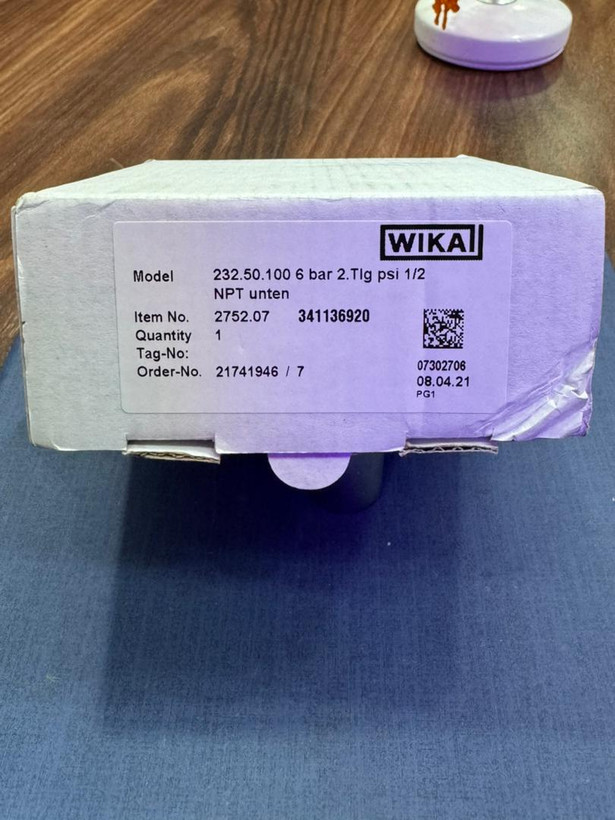 WIKA
Model 232.50.100 6 bar 2.Tlg psi 1/2
NPT unten
Item No. 2752.07 341136920
Quantity 1
Tag-No:
Order-No. 21741946 / 7
07302706
08.04.21
PG1